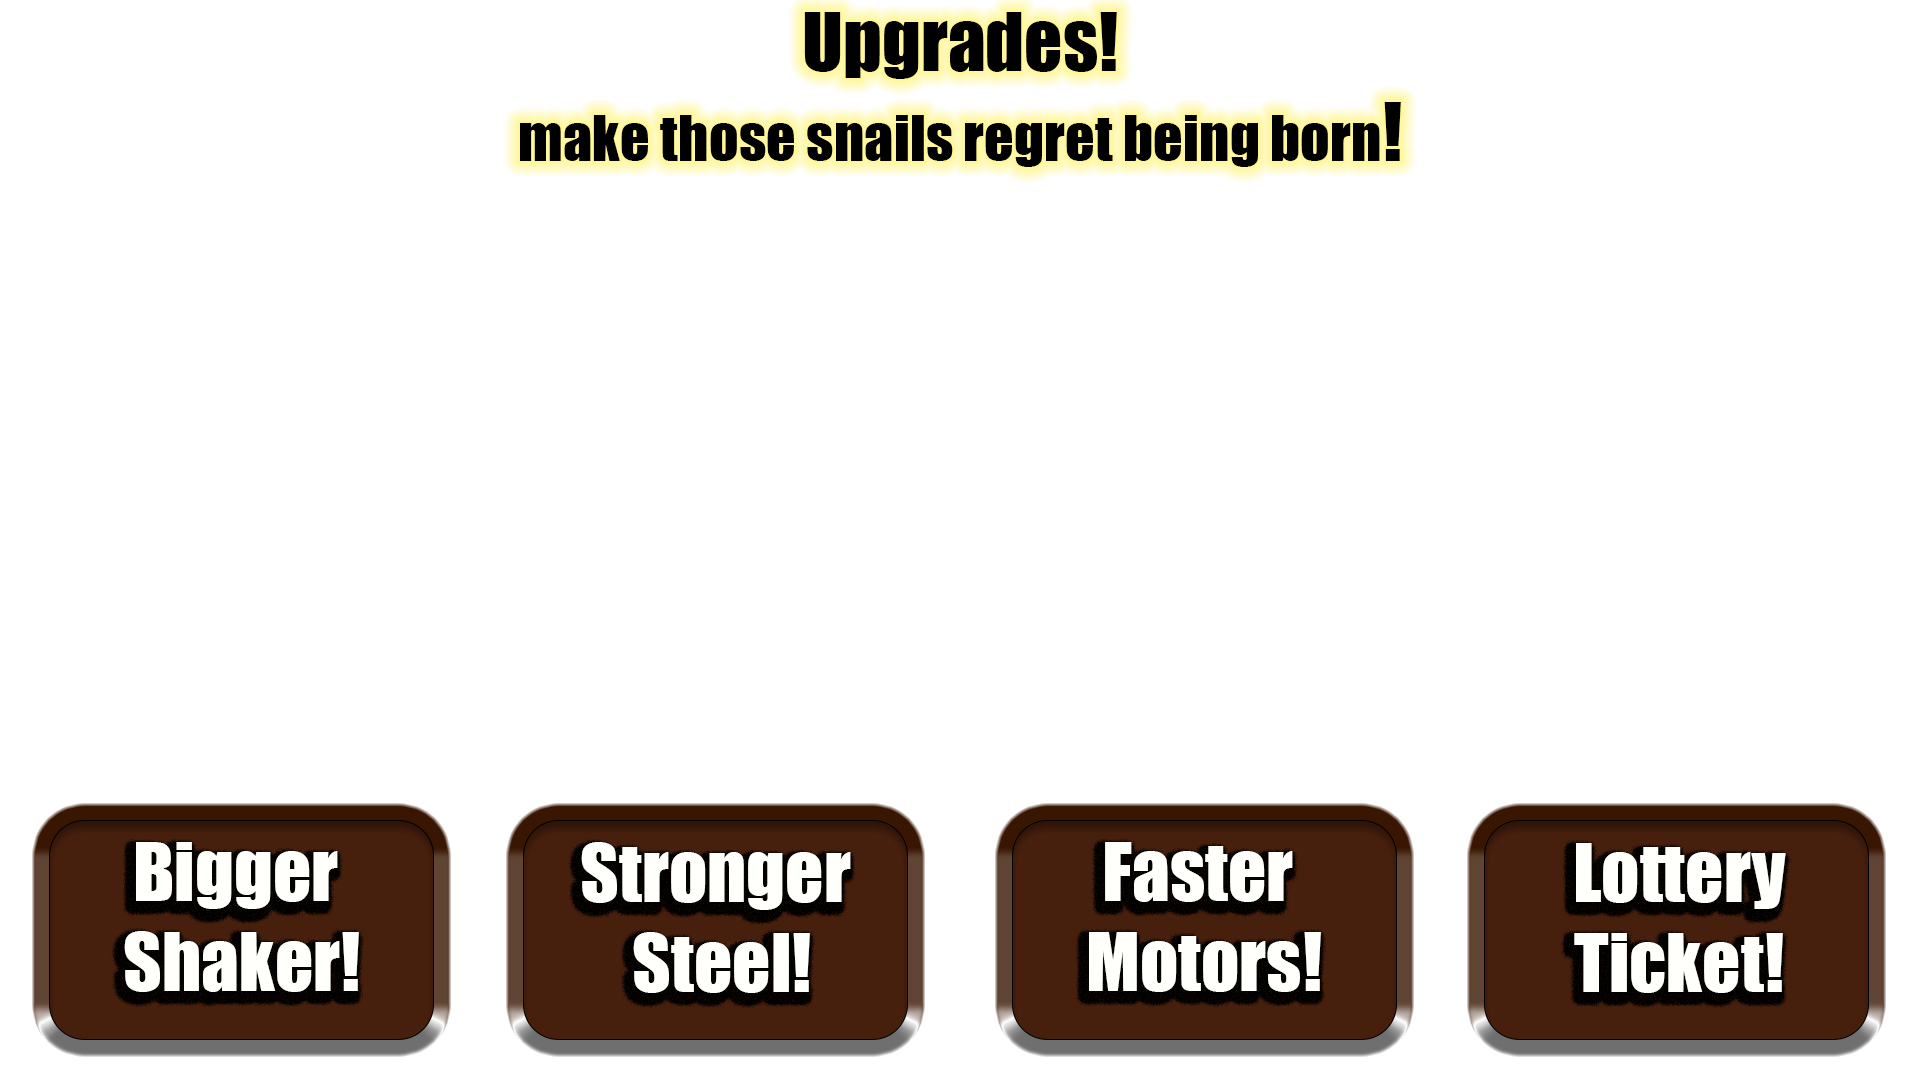 Upgrades!
make those snails regret being born!
Bigger
Shaker!
Stronger
Steel!
Faster
Motors!
Lottery
Ticket!